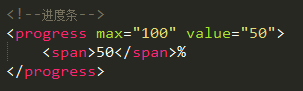 <!--进度条-->
<progress max="100" value="50">
<span>50</span>%
</progress>